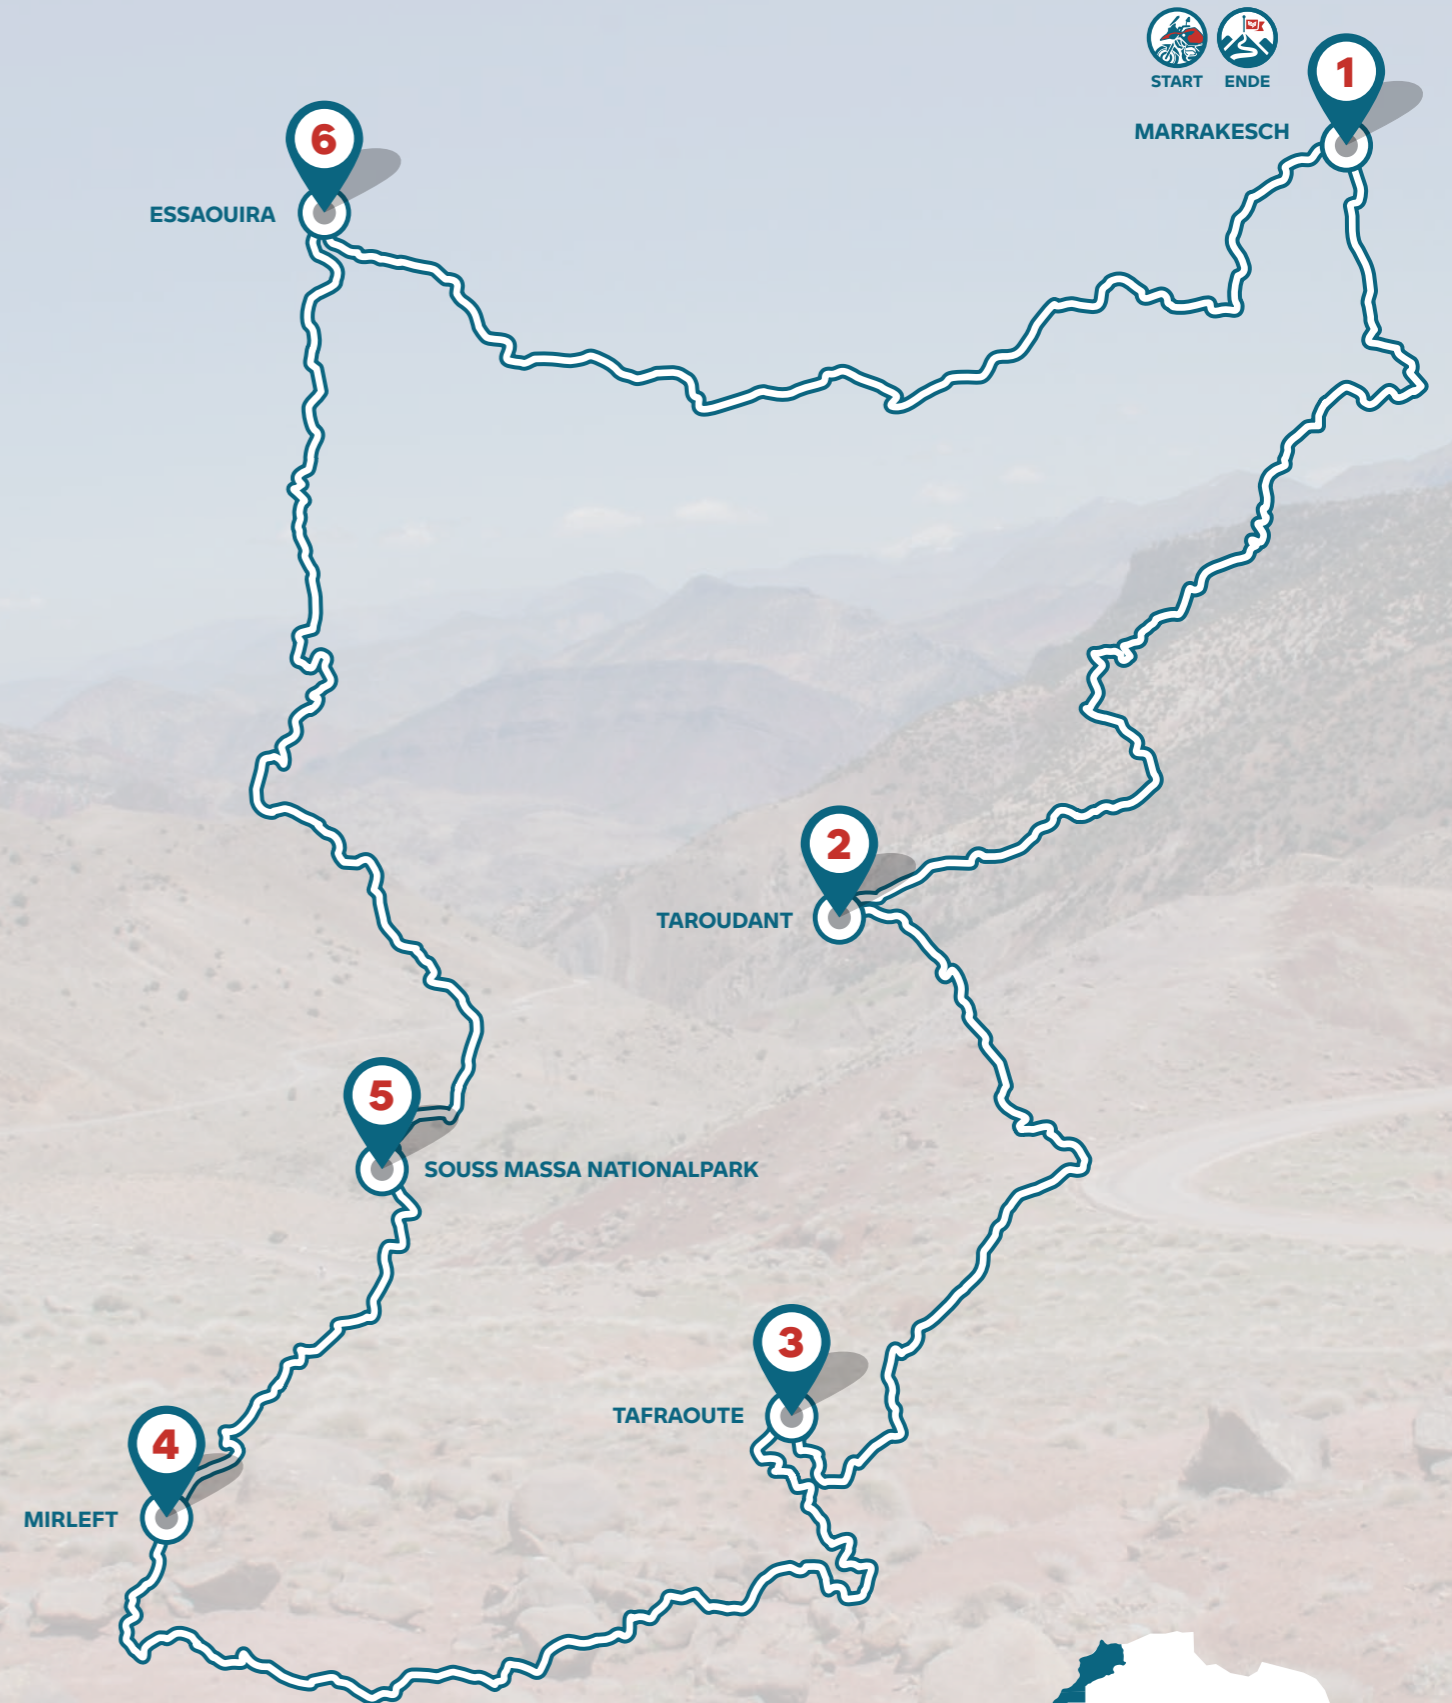 START ENDE
1
MARRAKESCH
6
ESSAOUIRA
2
TAROUDANT
5
SOUSS MASSA NATIONALPARK
3
TAFRAOUTE
4
MIRLEFT